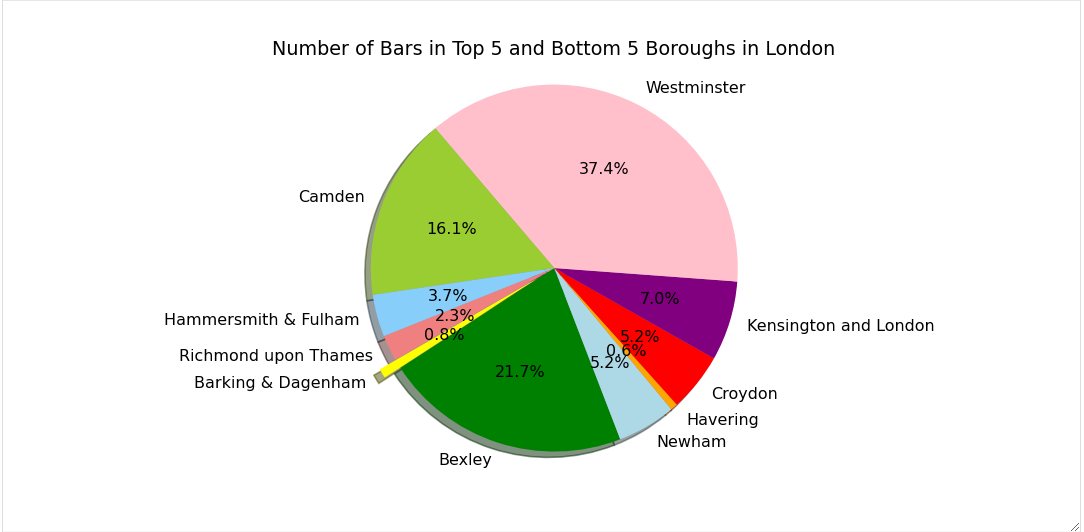 Number of Bars in Top 5 and Bottom 5 Boroughs in London
Westminster
37.4%
Camden
16.1%
Hammersmith & Fulham
3.7%
Richmond upon Thames
2.3%
Barking & Dagenham
0.8%
Bexley
21.7%
Newham
5.2%
Havering
0.6%
Croydon
5.2%
Kensington and London
7.0%